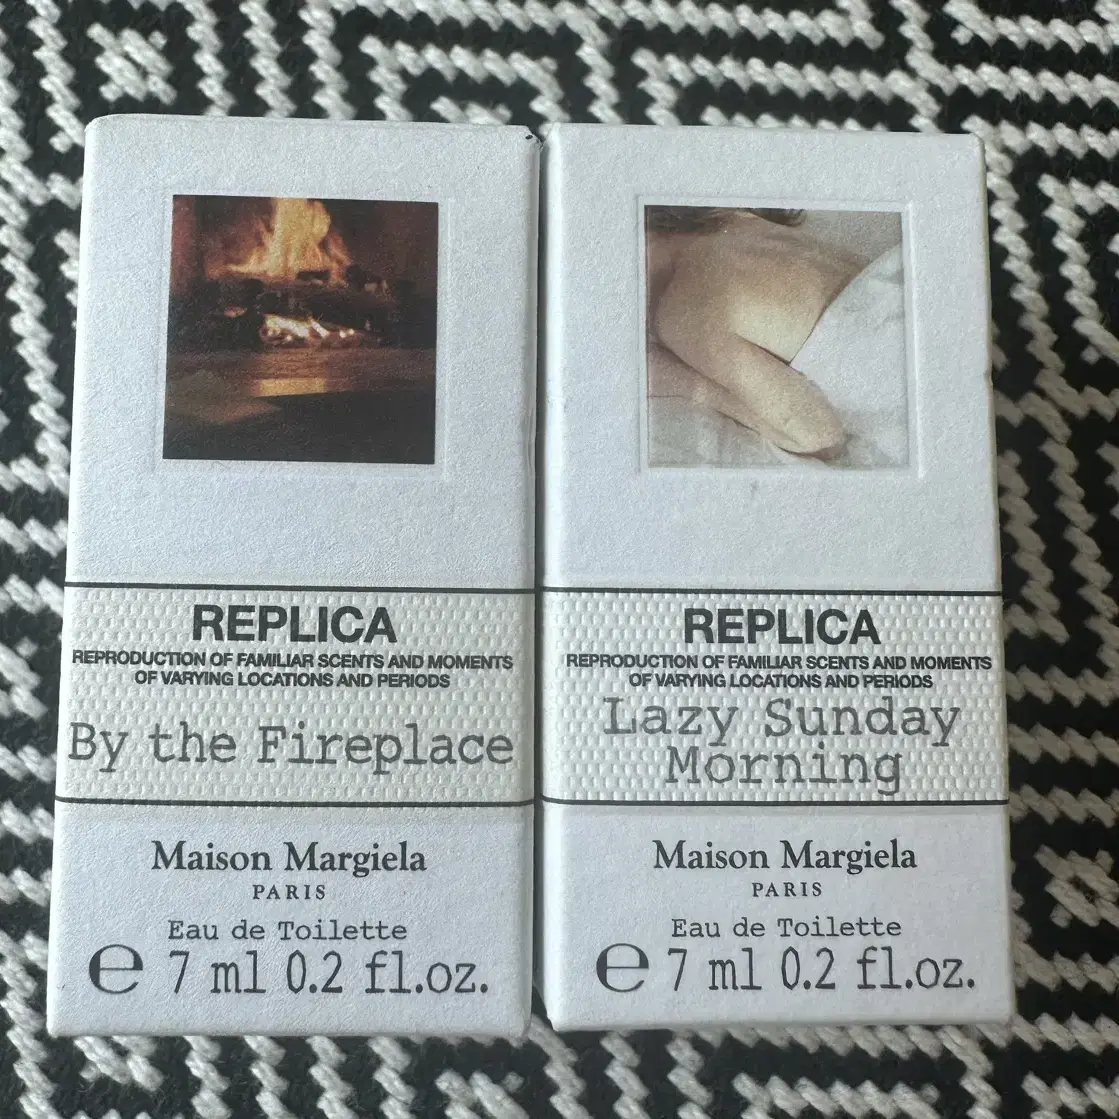 REPLICA
REPRODUCTION OF FAMILIAR SCENTS AND MOMENTS
OF VARYING LOCATIONS AND PERIODS
By the Fireplace
Maison Margiela
PARIS
Eau de Toilette
℮ 7 ml 0.2 fl.oz.
REPLICA
REPRODUCTION OF FAMILIAR SCENTS AND MOMENTS
OF VARYING LOCATIONS AND PERIODS
Lazy Sunday
Morning
Maison Margiela
PARIS
Eau de Toilette
℮ 7 ml 0.2 fl.oz.